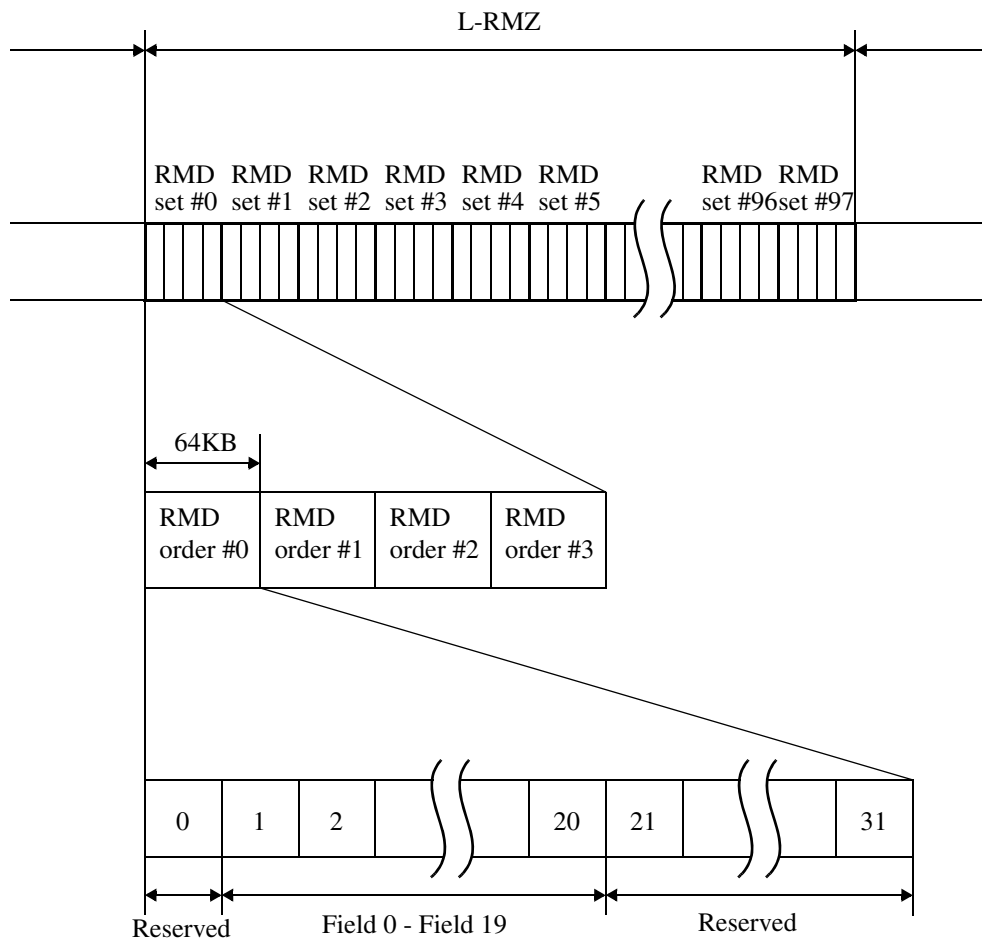 L-RMZ
RMD set #0
RMD set #1
RMD set #2
RMD set #3
RMD set #4
RMD set #5
RMD set #96
RMD set #97
64KB
RMD order #0
RMD order #1
RMD order #2
RMD order #3
0 1 2 20 21 31
Reserved
Field 0 - Field 19
Reserved